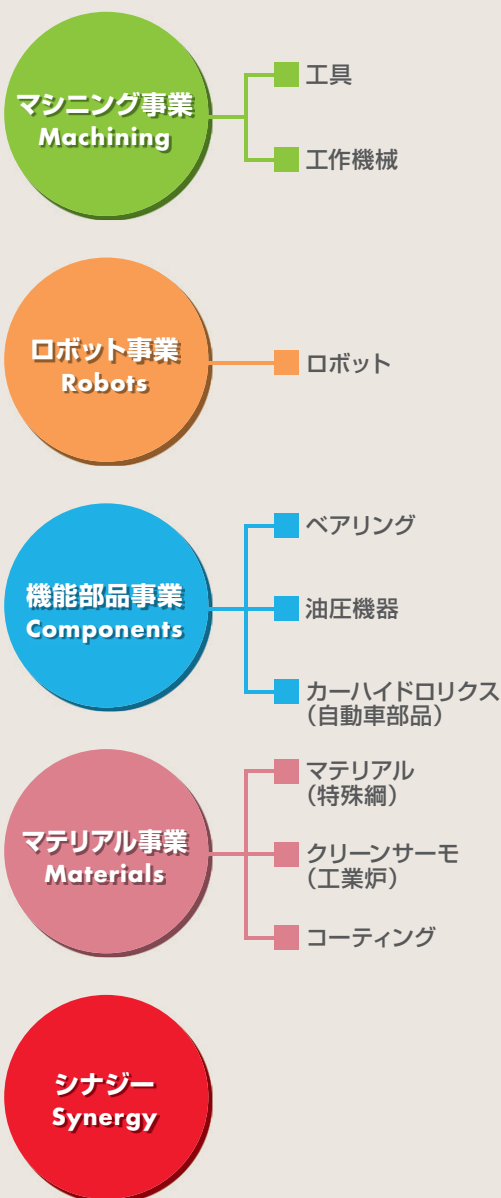 マシニング事業
Machining
工具
工作機械
ロボット事業
Robots
ロボット
機能部品事業
Components
ベアリング
油圧機器
カーハイドロリクス
（自動車部品）
マテリアル事業
Materials
マテリアル
（特殊綱）
クリーンサーモ
（工業炉）
コーティング
シナジー
Synergy